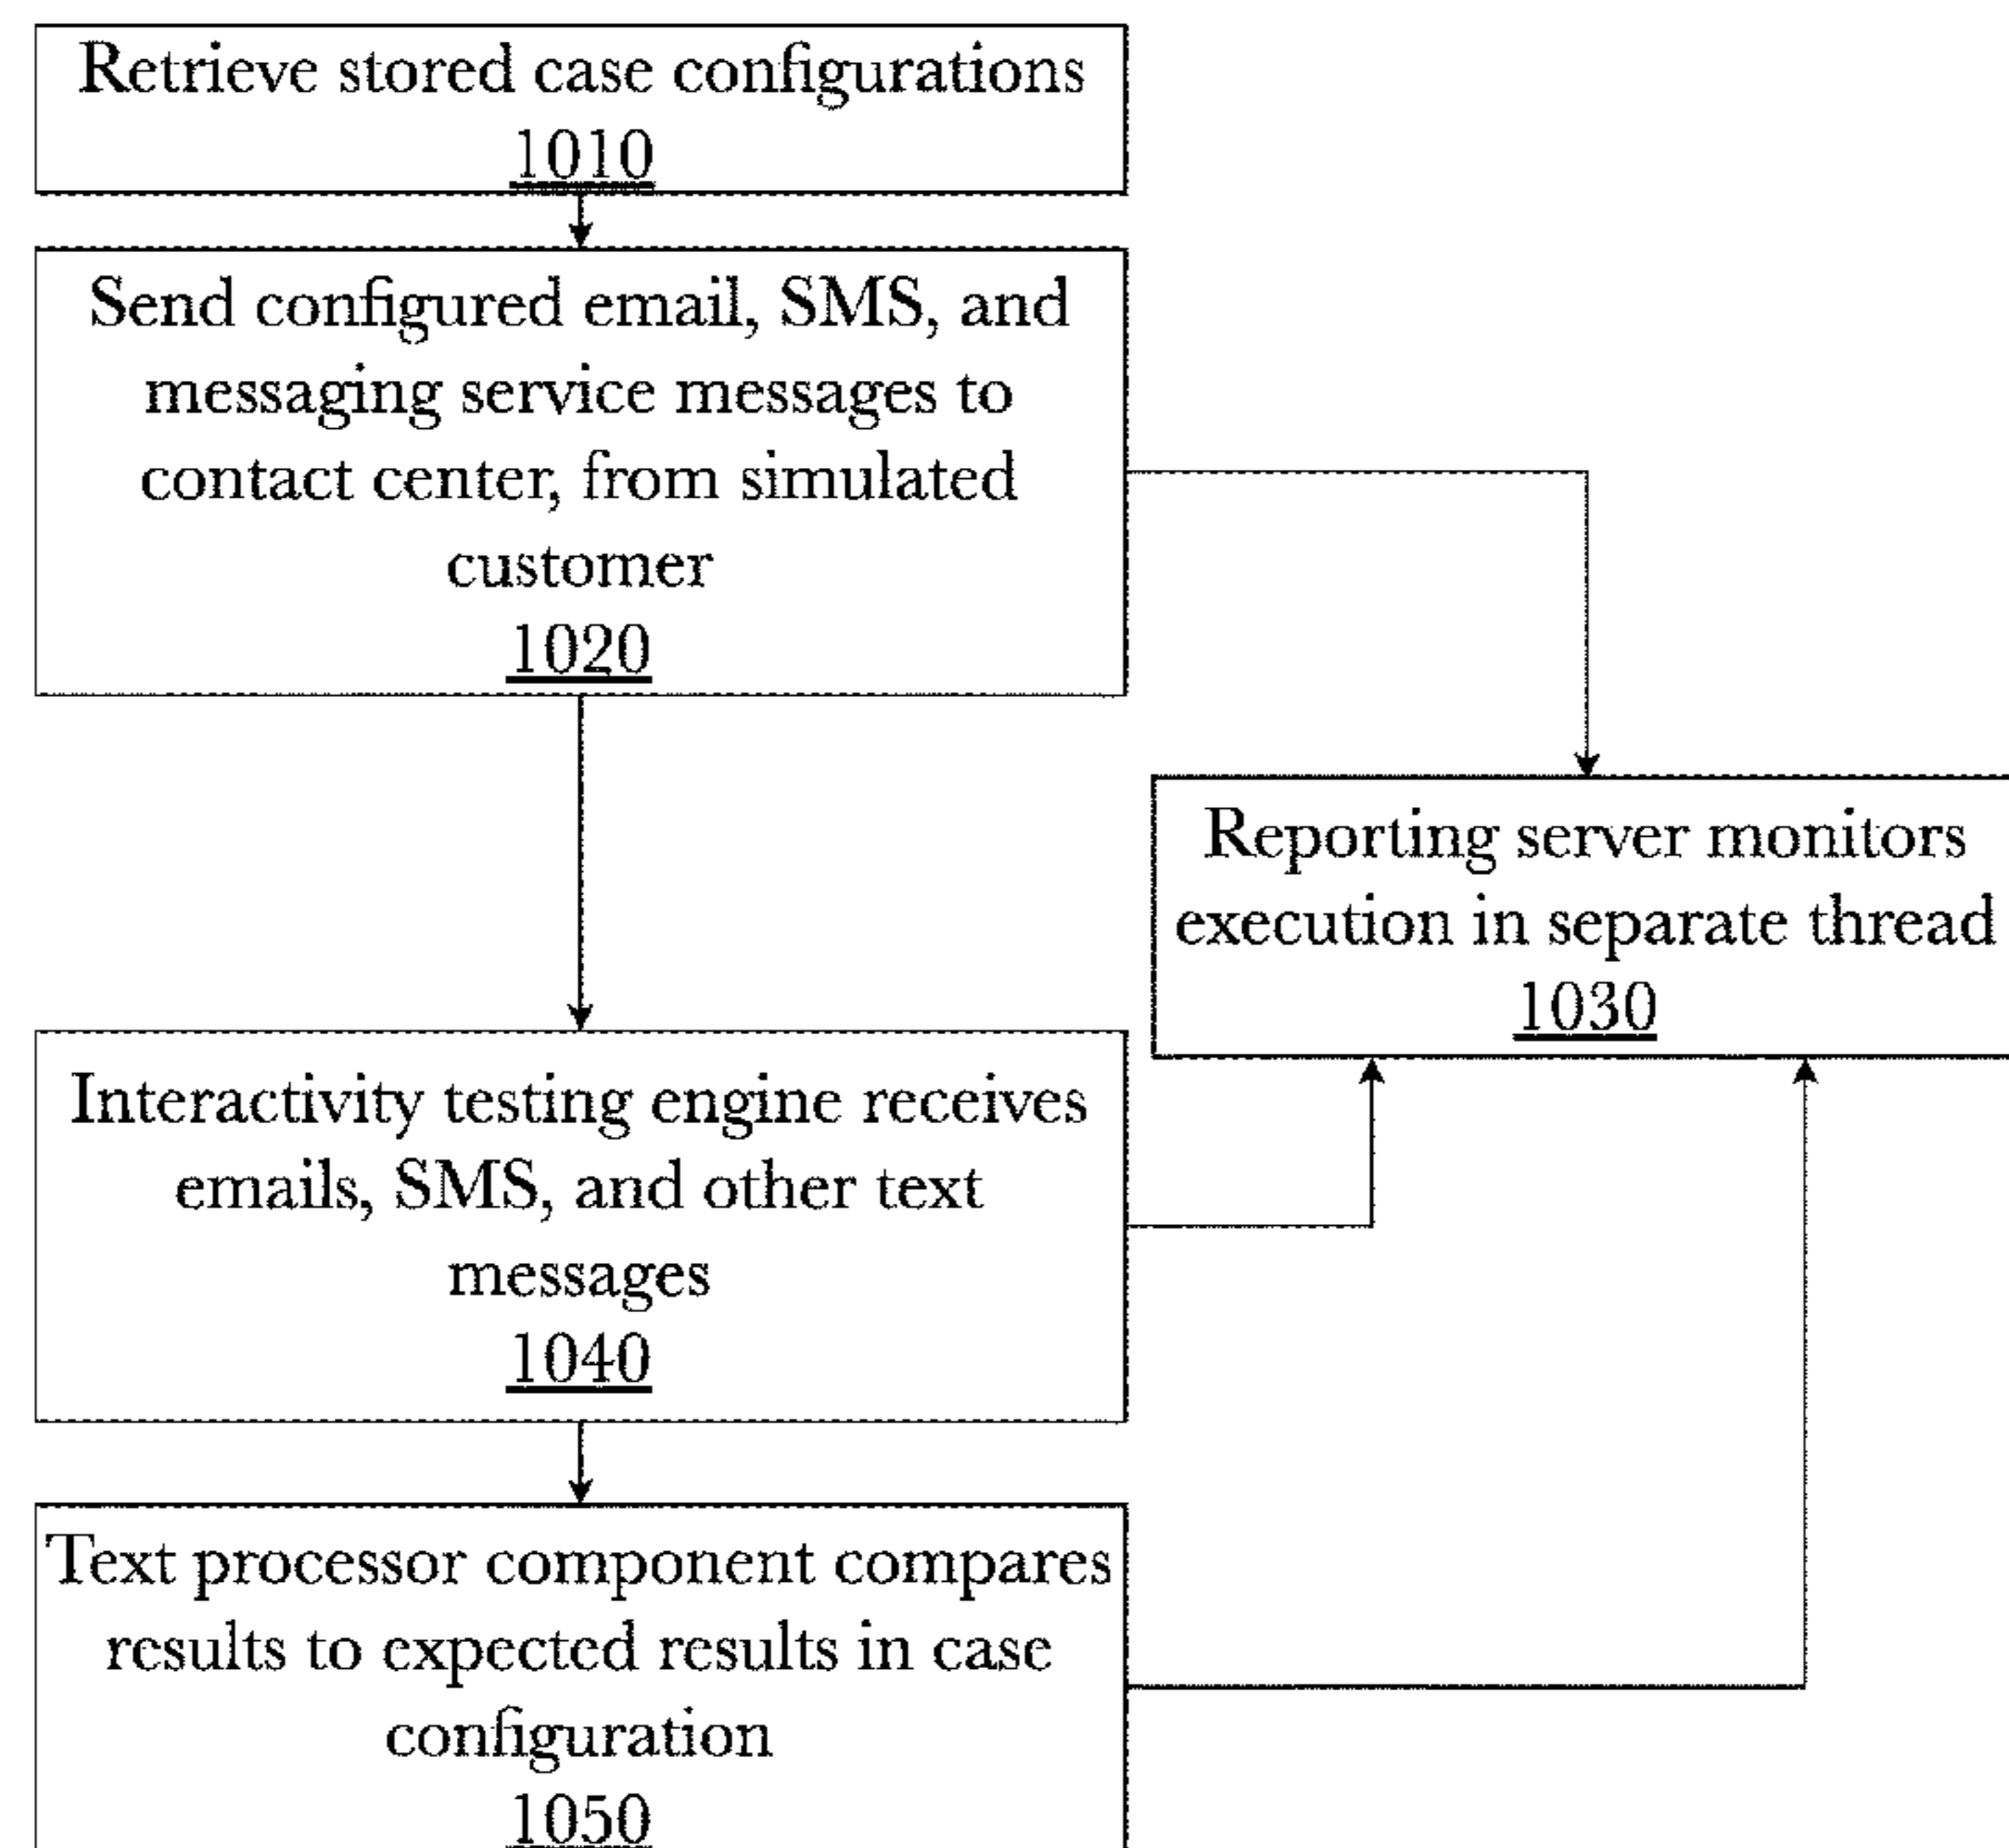 Retrieve stored case configurations
1010
Send configured email, SMS, and
messaging service messages to
contact center, from simulated
customer
1020
Reporting server monitors
execution in separate thread
1030
Interactivity testing engine receives
emails, SMS, and other text
messages
1040
Text processor component compares
results to expected results in case
configuration
1050